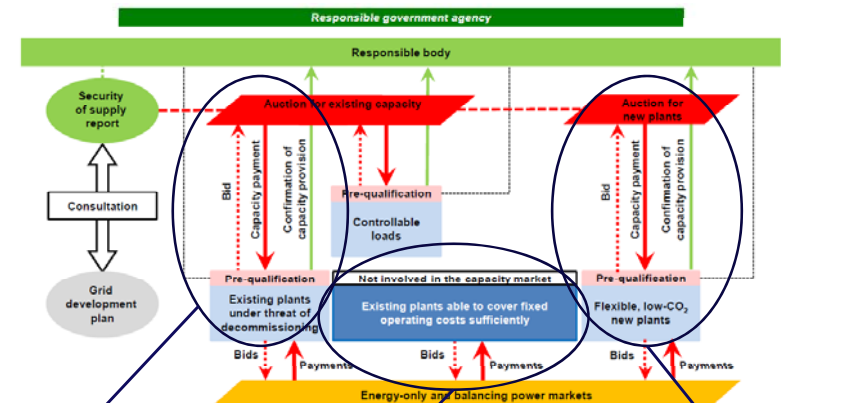 Responsible government agency
Responsible body
Security
of supply
report
Auction for existing capacity
Auction for
new plants
Bid
Capacity payment
Confirmation of
capacity provision
Pre-qualification
Controllable
loads
Bid
Capacity payment
Confirmation of
capacity provision
Consultation
Grid
development
plan
Pre-qualification
Existing plants
under threat of
decommissioning
Not involved in the capacity market
Existing plants able to cover fixed
operating costs sufficiently
Pre-qualification
Flexible, low-CO₂
new plants
Bids
Payments
Bids
Payments
Bids
Payments
Energy-only and balancing power markets